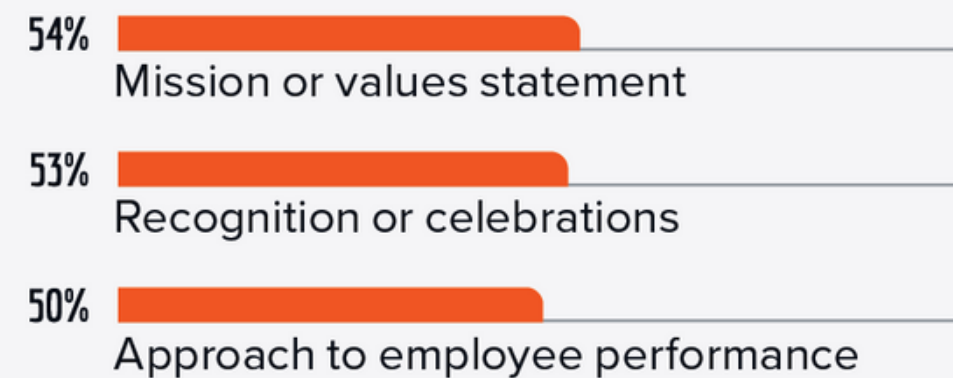 54%
Mission or values statement
53%
Recognition or celebrations
50%
Approach to employee performance